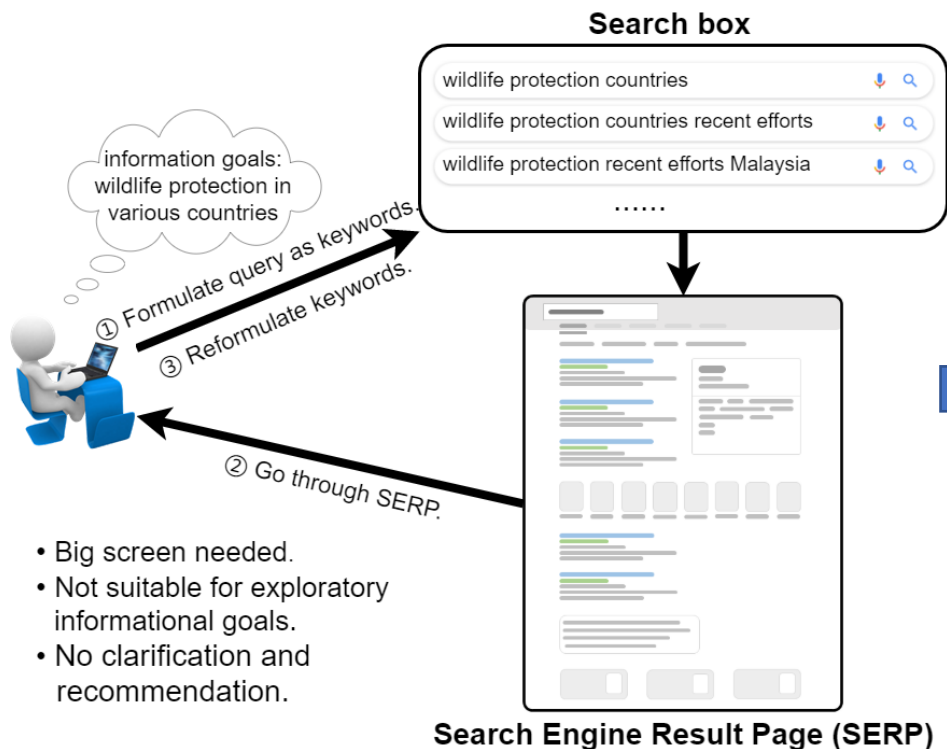 Search box
wildlife protection countries
wildlife protection countries recent efforts
wildlife protection recent efforts Malaysia
......
information goals:
wildlife protection in
various countries
① Formulate query as keywords.
③ Reformulate keywords.
② Go through SERP.
• Big screen needed.
• Not suitable for exploratory
informational goals.
• No clarification and
recommendation.
Search Engine Result Page (SERP)